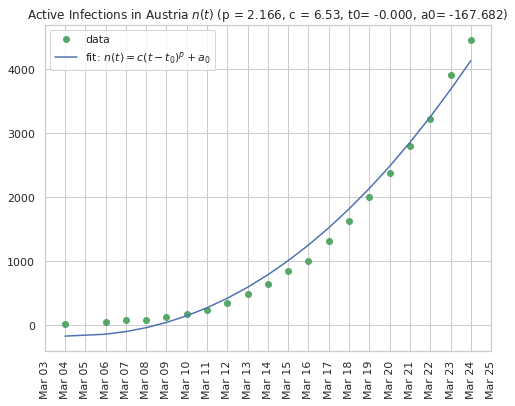 Active Infections in Austria n(t) (p = 2.166, c = 6.53, t0= -0.000, a0= -167.682)
data
fit: n(t) = c(t − t₀)ᵖ + a₀
4000
3000
2000
1000
0
Mar 03
Mar 04
Mar 05
Mar 06
Mar 07
Mar 08
Mar 09
Mar 10
Mar 11
Mar 12
Mar 13
Mar 14
Mar 15
Mar 16
Mar 17
Mar 18
Mar 19
Mar 20
Mar 21
Mar 22
Mar 23
Mar 24
Mar 25